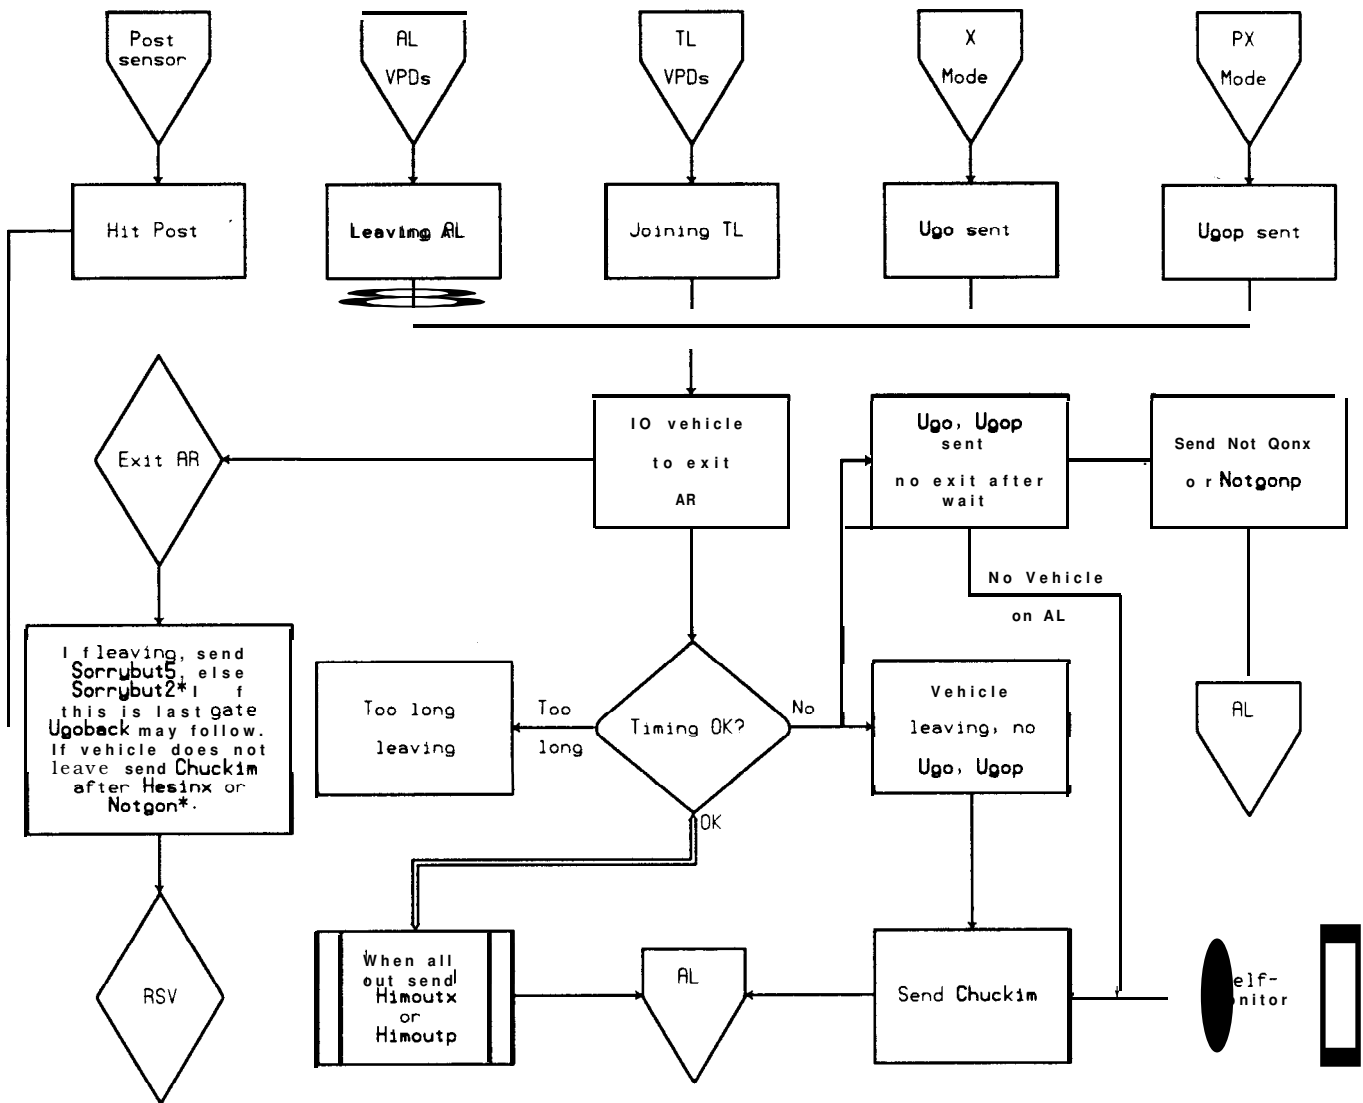 Post
sensor
AL
VPDs
TL
VPDs
X
Mode
PX
Mode
Hit Post
Leaving AL
Joining TL
Ugo sent
Ugop sent
Exit AR
IO vehicle
to exit
AR
Ugo, Ugop
sent
no exit after
wait
Send Not Qonx
or Notgonp
No Vehicle
on AL
If leaving, send
Sorrybut5, else
Sorrybut2* I f
this is last gate
Ugoback may follow.
If vehicle does not
leave send Chuckim
after Hesinx or
Notgon*.
Too long
leaving
Too
long
Timing OK?
No
Vehicle
leaving, no
Ugo, Ugop
AL
OK
RSV
When all
out send
Himoutx
or
Himoutp
AL
Send Chuckim
elf-
nitor